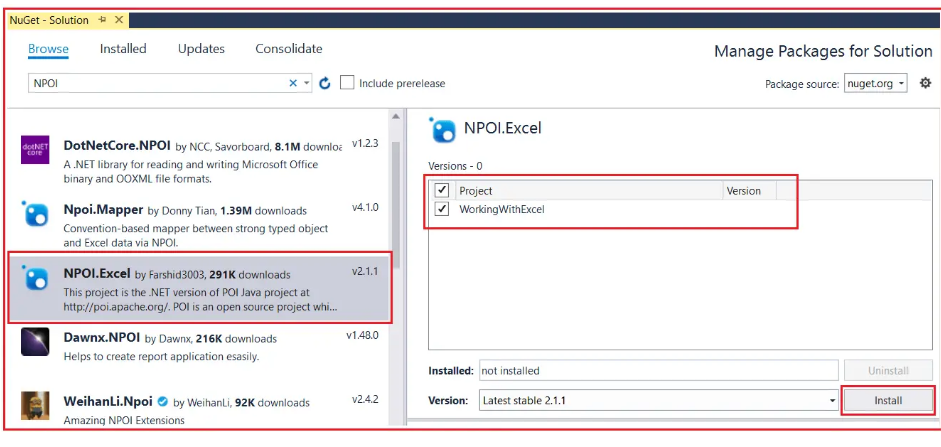 NuGet - Solution
Browse Installed Updates Consolidate
Manage Packages for Solution
NPOI
Include prerelease
Package source: nuget.org
dotNET
core
DotNetCore.NPOI by NCC, Savorboard, 8.1M downloa v1.2.3
A .NET library for reading and writing Microsoft Office
binary and OOXML file formats.
Npoi.Mapper by Donny Tian, 1.39M downloads v4.1.0
Convention-based mapper between strong typed object
and Excel data via NPOI.
NPOI.Excel by Farshid3003, 291K downloads v2.1.1
This project is the .NET version of POI Java project at
http://poi.apache.org/. POI is an open source project whi...
Dawnx.NPOI by Dawnx, 216K downloads v1.48.0
Helps to create report application esasily.
WeihanLi.Npoi by WeihanLi, 92K downloads v2.4.2
Amazing NPOI Extensions
NPOI.Excel
Versions - 0
Project Version
WorkingWithExcel
Installed: not installed Uninstall
Version: Latest stable 2.1.1 Install